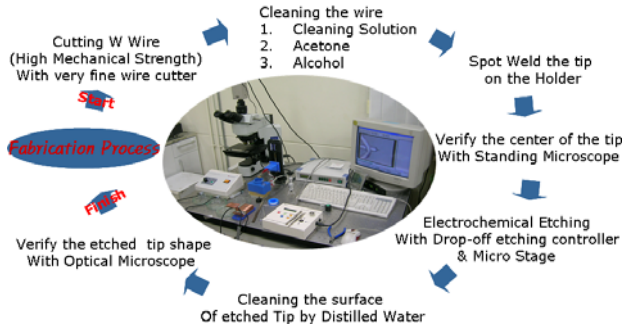 Fabrication Process
Start
Cutting W Wire
(High Mechanical Strength)
With very fine wire cutter
Cleaning the wire
1. Cleaning Solution
2. Acetone
3. Alcohol
Spot Weld the tip
on the Holder
Verify the center of the tip
With Standing Microscope
Electrochemical Etching
With Drop-off etching controller
& Micro Stage
Cleaning the surface
Of etched Tip by Distilled Water
Verify the etched tip shape
With Optical Microscope
Finish